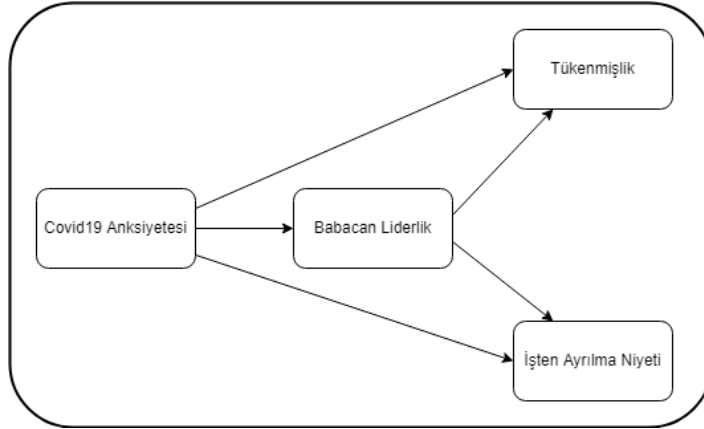 Tükenmişlik
Covid19 Anksiyetesi
Babacan Liderlik
İşten Ayrılma Niyeti